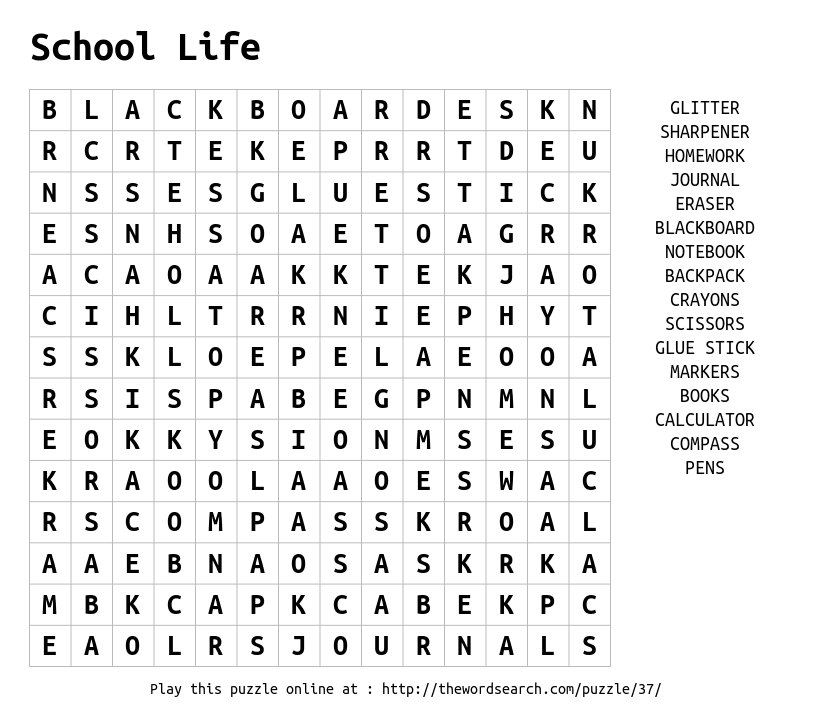 School Life
B L A C K B O A R D E S K N
R C R T E K E P R R T D E U
N S S E S G L U E S T I C K
E S N H S O A E T O A G R R
A C A O A A K K T E K J A O
C I H L T R R N I E P H Y T
S S K L O E P E L A E O O A
R S I S P A B E G P N M N L
E O K K Y S I O N M S E S U
K R A O O L A A O E S W A C
R S C O M P A S S K R O A L
A A E B N A O S A S K R K A
M B K C A P K C A B E K P C
E A O L R S J O U R N A L S
GLITTER
SHARPENER
HOMEWORK
JOURNAL
ERASER
BLACKBOARD
NOTEBOOK
BACKPACK
CRAYONS
SCISSORS
GLUE STICK
MARKERS
BOOKS
CALCULATOR
COMPASS
PENS
Play this puzzle online at : http://thewordsearch.com/puzzle/37/